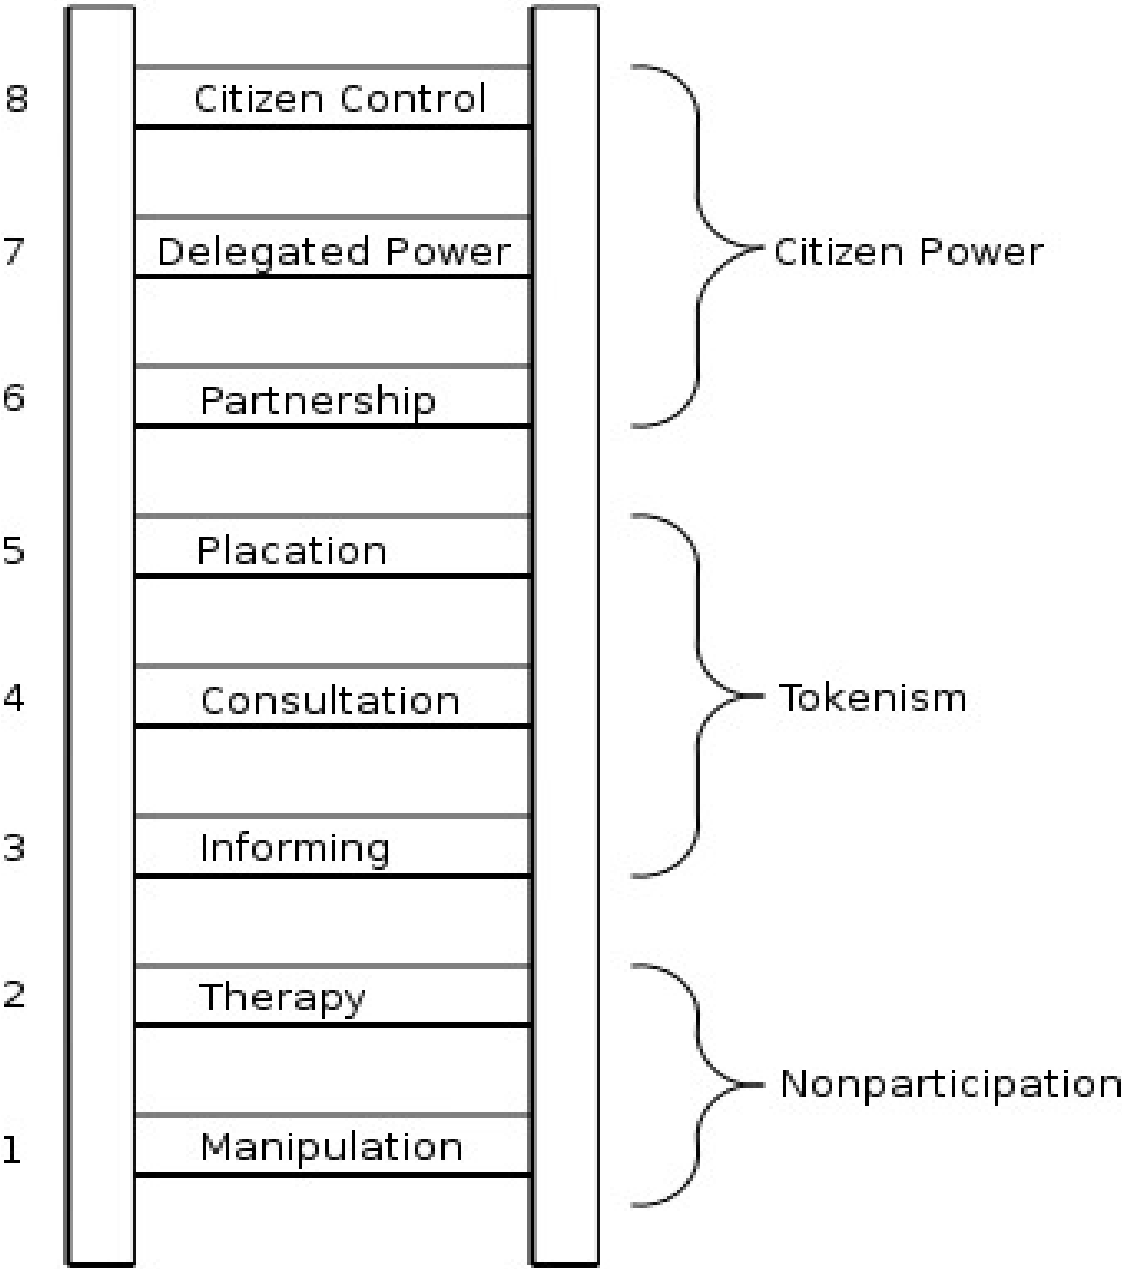 8 Citizen Control
7 Delegated Power Citizen Power
6 Partnership
5 Placation
4 Consultation Tokenism
3 Informing
2 Therapy
Nonparticipation
1 Manipulation